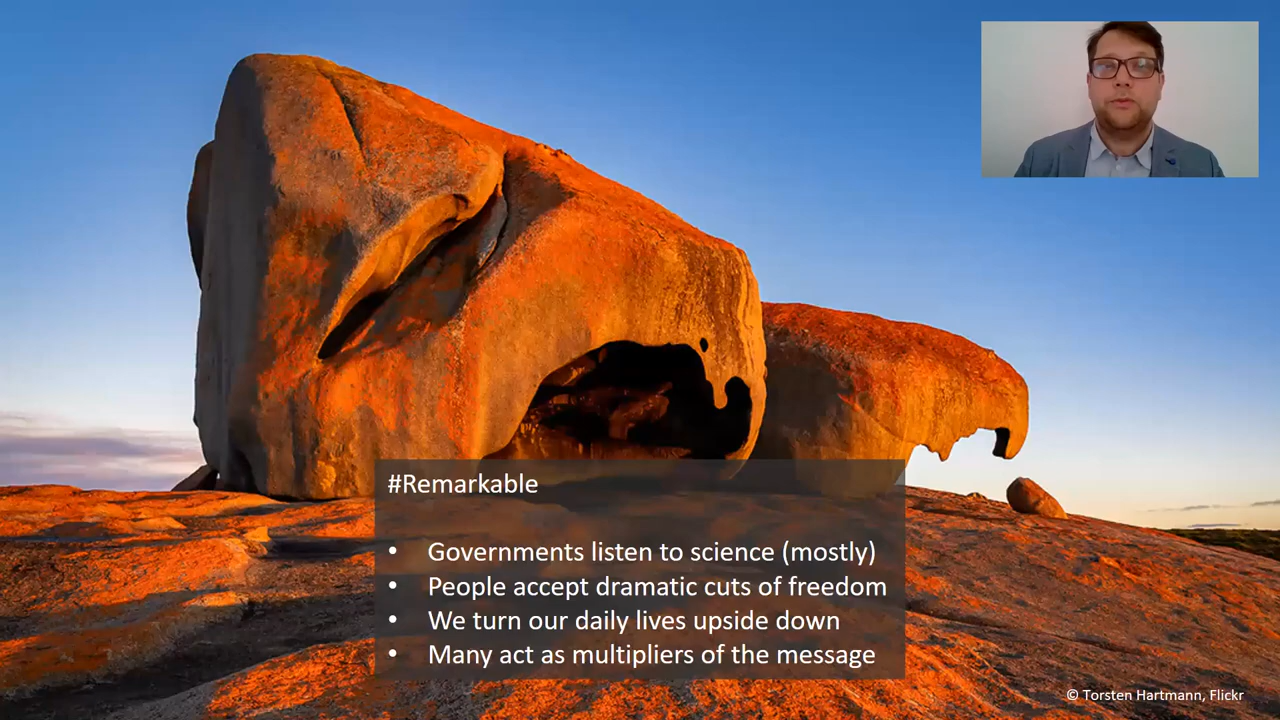 #Remarkable
• Governments listen to science (mostly)
• People accept dramatic cuts of freedom
• We turn our daily lives upside down
• Many act as multipliers of the message
© Torsten Hartmann, Flickr